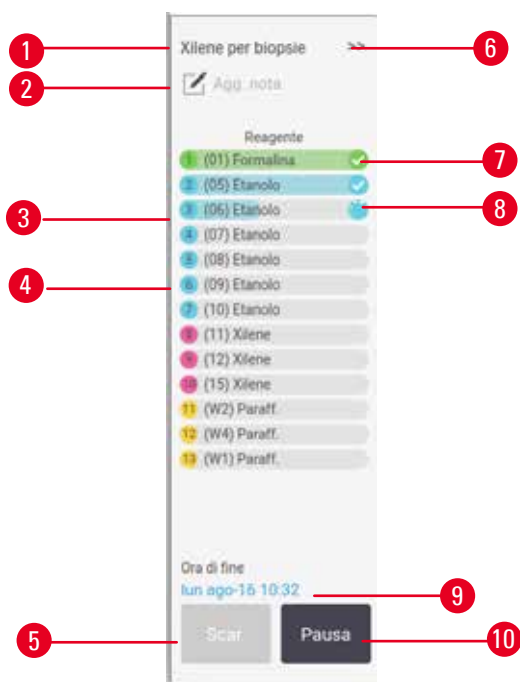 1 Xilene per biopsie >> 6
2 Agg. nota
Reagente
1 (01) Formalina 7
2 (05) Etanolo
3 3 (06) Etanolo 8
4 (07) Etanolo
5 (08) Etanolo
4 6 (09) Etanolo
7 (10) Etanolo
8 (11) Xilene
9 (12) Xilene
10 (15) Xilene
11 (W2) Paraff.
12 (W4) Paraff.
13 (W1) Paraff.
Ora di fine
lun ago-16 10:32 9
5 Scar Pausa 10